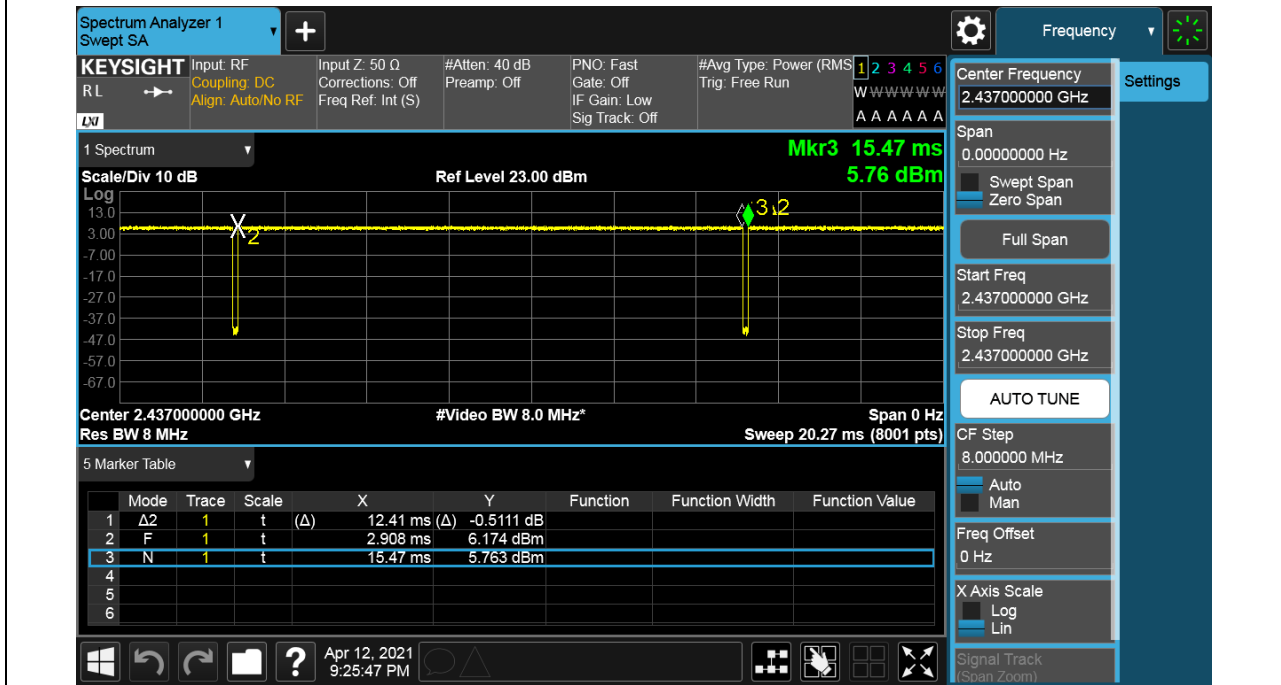 Spectrum Analyzer 1
Swept SA
Frequency
KEYSIGHT
R L
LXI
Input: RF
Coupling: DC
Align: Auto/No RF
Input Z: 50 Ω
Corrections: Off
Freq Ref: Int (S)
#Atten: 40 dB
Preamp: Off
PNO: Fast
Gate: Off
IF Gain: Low
Sig Track: Off
#Avg Type: Power (RMS
Trig: Free Run
1 2 3 4 5 6
W W W W W W
A A A A A A
1 Spectrum
Mkr3 15.47 ms
Scale/Div 10 dB
Ref Level 23.00 dBm
5.76 dBm
Log
13.0
3.00
-7.00
-17.0
-27.0
-37.0
-47.0
-57.0
-67.0
2
3
2
Center 2.437000000 GHz
#Video BW 8.0 MHz*
Span 0 Hz
Res BW 8 MHz
Sweep 20.27 ms (8001 pts)
5 Marker Table
Mode Trace Scale X Y Function Function Width Function Value
1 Δ2 1 t (Δ) 12.41 ms (Δ) -0.5111 dB
2 F 1 t 2.908 ms 6.174 dBm
3 N 1 t 15.47 ms 5.763 dBm
4
5
6
?
Apr 12, 2021
9:25:47 PM
Center Frequency
2.437000000 GHz
Settings
Span
0.00000000 Hz
Swept Span
Zero Span
Full Span
Start Freq
2.437000000 GHz
Stop Freq
2.437000000 GHz
AUTO TUNE
CF Step
8.000000 MHz
Auto
Man
Freq Offset
0 Hz
X Axis Scale
Log
Lin
Signal Track
(Span Zoom)